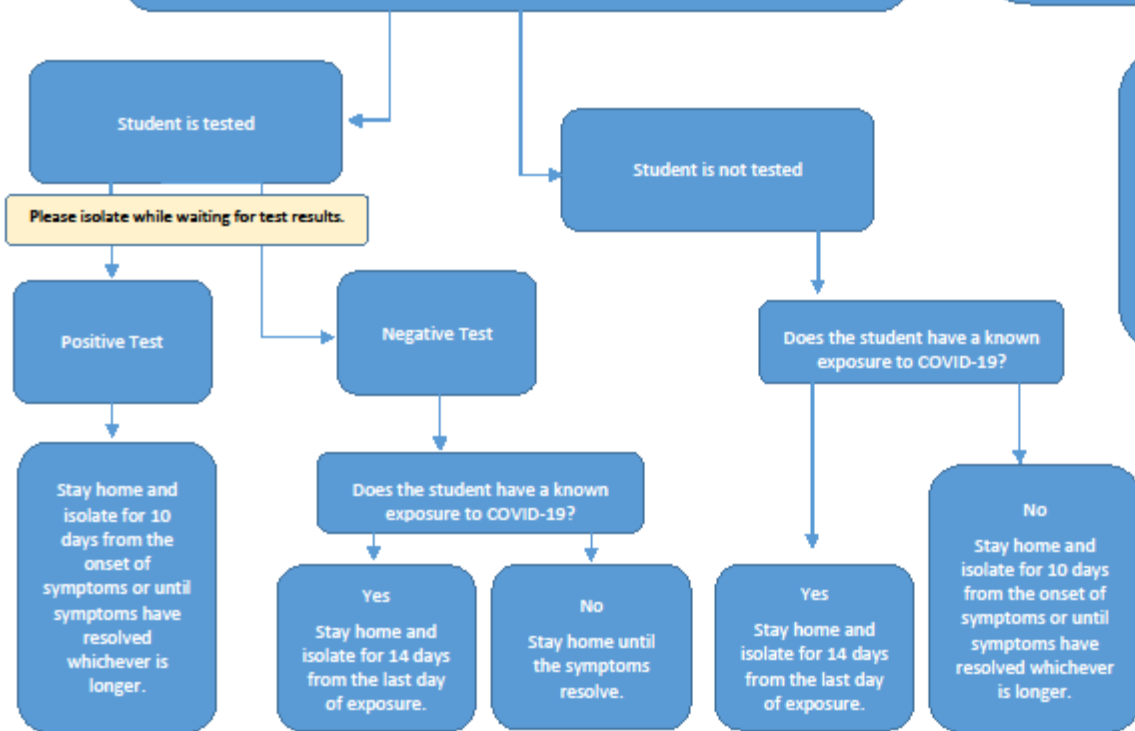 Student is tested
Student is not tested
Please isolate while waiting for test results.
Positive Test
Negative Test
Does the student have a known
exposure to COVID-19?
Stay home and
isolate for 10
days from the
onset of
symptoms or until
symptoms have
resolved
whichever is
longer.
Does the student have a known
exposure to COVID-19?
Yes
Stay home and
isolate for 14 days
from the last day
of exposure.
No
Stay home until
the symptoms
resolve.
Yes
Stay home and
isolate for 14 days
from the last day
of exposure.
No
Stay home and
isolate for 10 days
from the onset of
symptoms or until
symptoms have
resolved whichever
is longer.